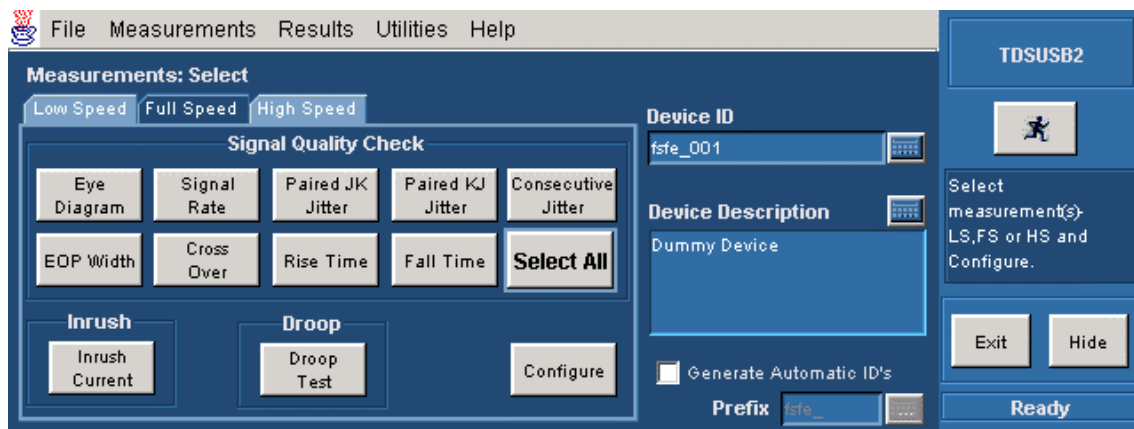 File Measurements Results Utilities Help
TDSUSB2
Measurements: Select
Low Speed Full Speed High Speed
Signal Quality Check
Eye
Diagram
Signal
Rate
Paired JK
Jitter
Paired KJ
Jitter
Consecutive
Jitter
EOP Width
Cross
Over
Rise Time
Fall Time
Select All
Inrush
Inrush
Current
Droop
Droop
Test
Configure
Device ID
fsfe_001
Device Description
Dummy Device
Generate Automatic ID's
Prefix fsfe_
Select
measurement(s)-
LS,FS or HS and
Configure.
Exit
Hide
Ready